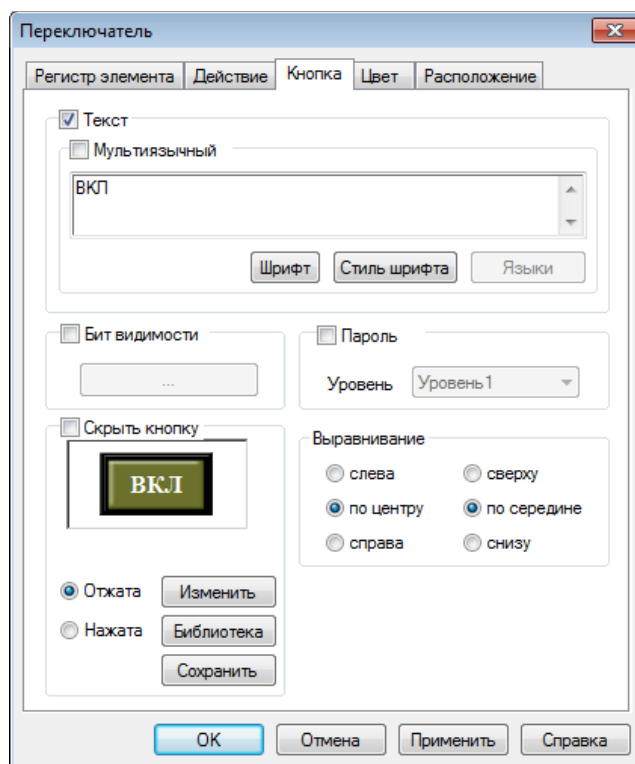 Переключатель
Регистр элемента Действие Кнопка Цвет Расположение
Текст
Мультиязычный
ВКЛ
Шрифт Стиль шрифта Языки
Бит видимости
...
Пароль
Уровень Уровень1
Скрыть кнопку
ВКЛ
Отжата Изменить
Нажата Библиотека
Сохранить
Выравнивание
слева сверху
по центру по середине
справа снизу
OK Отмена Применить Справка